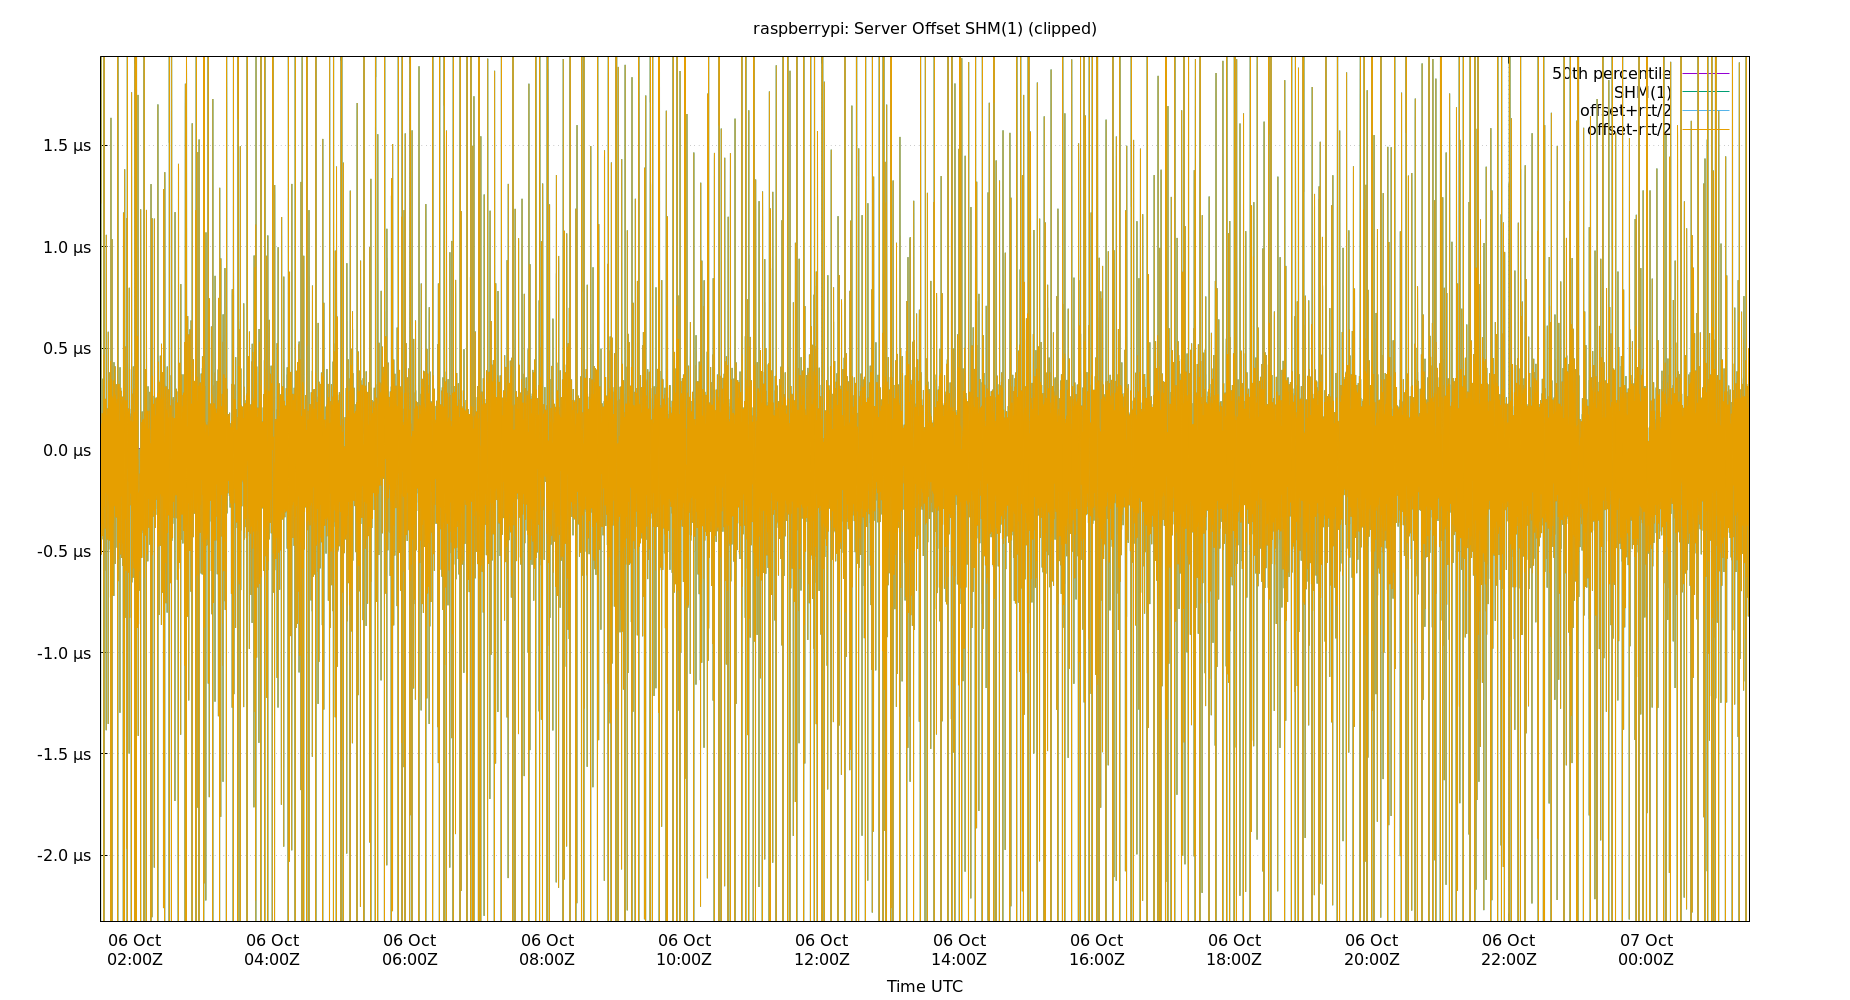 raspberrypi: Server Offset SHM(1) (clipped)
50th percentile
SHM(1)
offset+rtt/2
offset-rtt/2
1.5 µs
1.0 µs
0.5 µs
0.0 µs
-0.5 µs
-1.0 µs
-1.5 µs
-2.0 µs
06 Oct 06 Oct 06 Oct 06 Oct 06 Oct 06 Oct 06 Oct 06 Oct 06 Oct 06 Oct 06 Oct 07 Oct
02:00Z 04:00Z 06:00Z 08:00Z 10:00Z 12:00Z 14:00Z 16:00Z 18:00Z 20:00Z 22:00Z 00:00Z
Time UTC